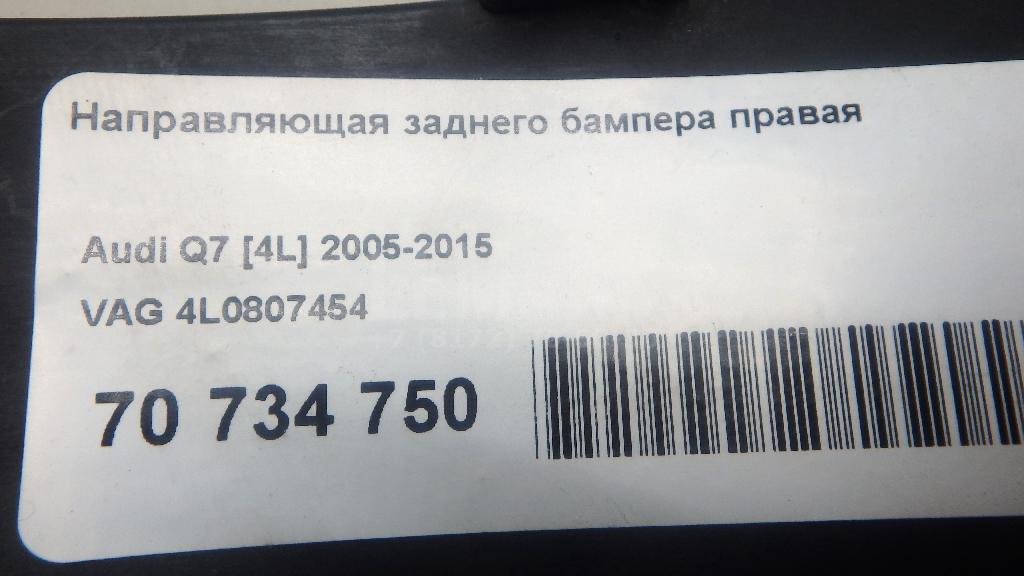 Направляющая заднего бампера правая
Audi Q7 [4L] 2005-2015
VAG 4L0807454
70 734 750